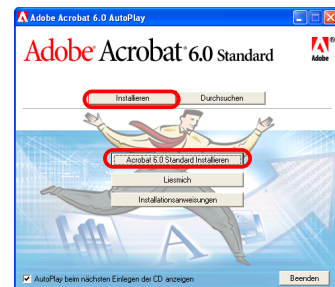 Adobe Acrobat 6.0 AutoPlay
Adobe® Acrobat® 6.0 Standard
Adobe®
Installieren Durchsuchen
Acrobat 6.0 Standard Installieren
Liesmich
Installationsanweisungen
AutoPlay beim nächsten Einlegen der CD anzeigen
Beenden